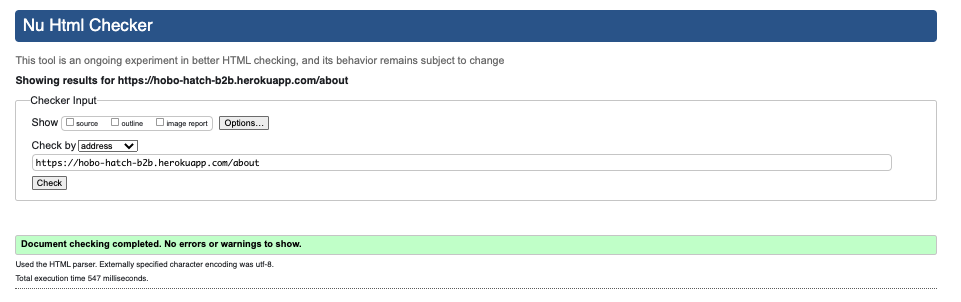 Nu Html Checker
This tool is an ongoing experiment in better HTML checking, and its behavior remains subject to change
Showing results for https://hobo-hatch-b2b.herokuapp.com/about
Checker Input
Show source outline image report Options...
Check by address
https://hobo-hatch-b2b.herokuapp.com/about
Check
Document checking completed. No errors or warnings to show.
Used the HTML parser. Externally specified character encoding was utf-8.
Total execution time 547 milliseconds.